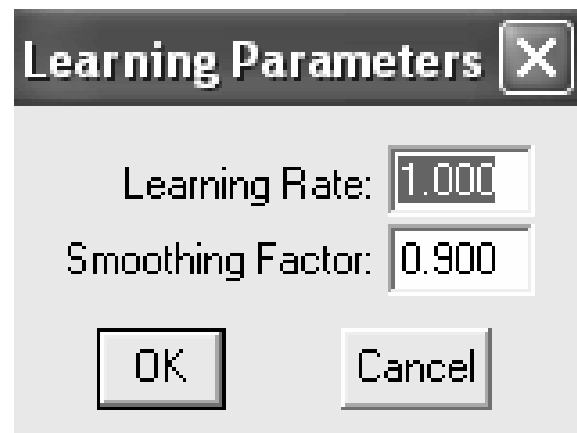 Learning Parameters
Learning Rate: 1.000
Smoothing Factor: 0.900
OK Cancel